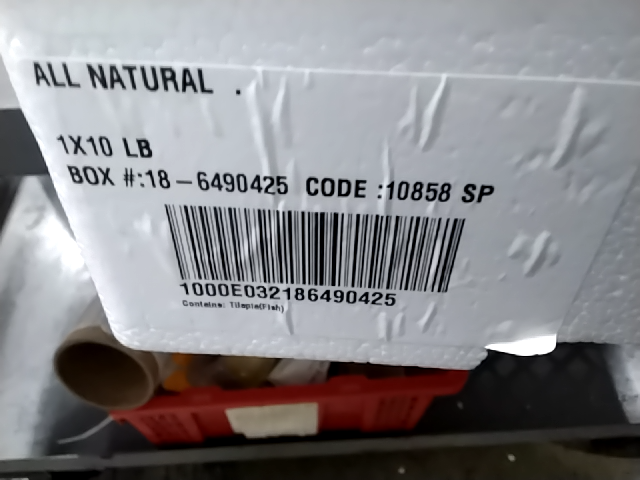 ALL NATURAL .
1X10 LB
BOX #:18-6490425 CODE :10858 SP
1000E032186490425
Contains: Tilapia(Fish)